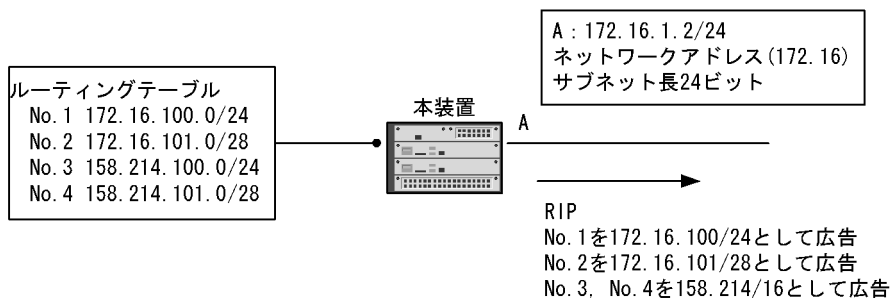 A：172.16.1.2/24
ネットワークアドレス(172.16)
サブネット長24ビット
ルーティングテーブル
No.1 172.16.100.0/24
No.2 172.16.101.0/28
No.3 158.214.100.0/24
No.4 158.214.101.0/28
本装置
A
RIP
No.1を172.16.100/24として広告
No.2を172.16.101/28として広告
No.3, No.4を158.214/16として広告